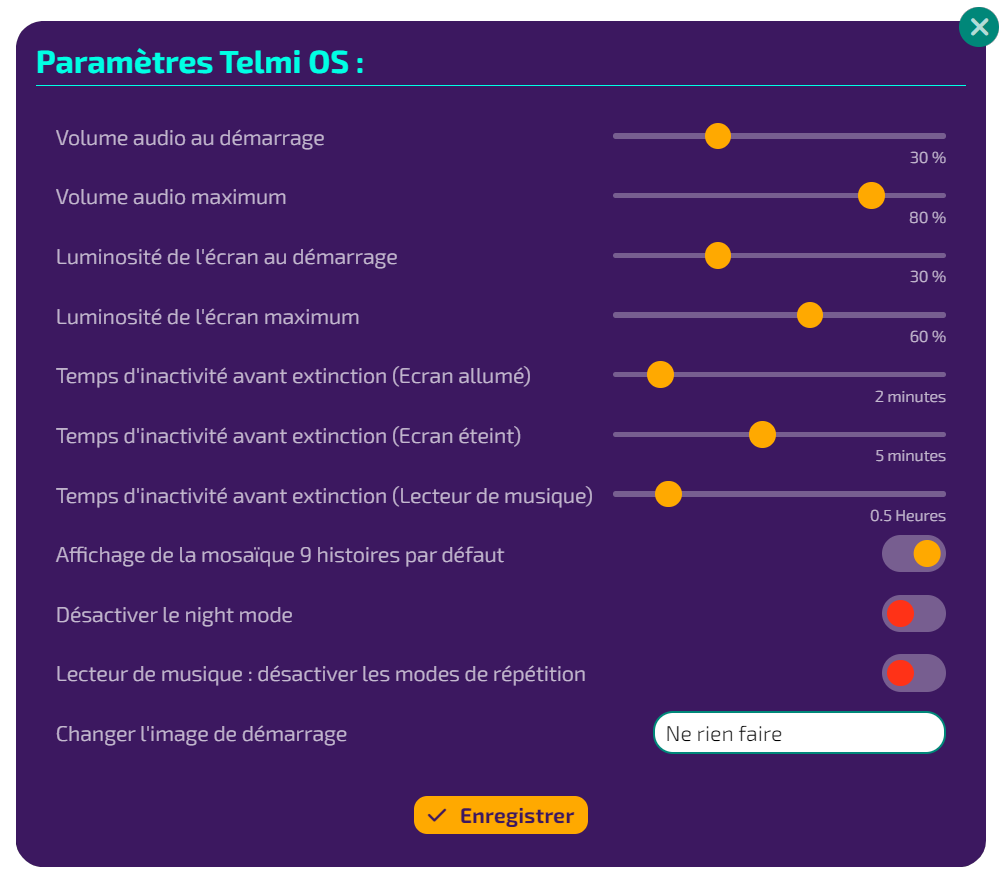 Paramètres Telmi OS :
Volume audio au démarrage
30 %
Volume audio maximum
80 %
Luminosité de l'écran au démarrage
30 %
Luminosité de l'écran maximum
60 %
Temps d'inactivité avant extinction (Ecran allumé)
2 minutes
Temps d'inactivité avant extinction (Ecran éteint)
5 minutes
Temps d'inactivité avant extinction (Lecteur de musique)
0.5 Heures
Affichage de la mosaïque 9 histoires par défaut
Désactiver le night mode
Lecteur de musique : désactiver les modes de répétition
Changer l'image de démarrage
Ne rien faire
Enregistrer